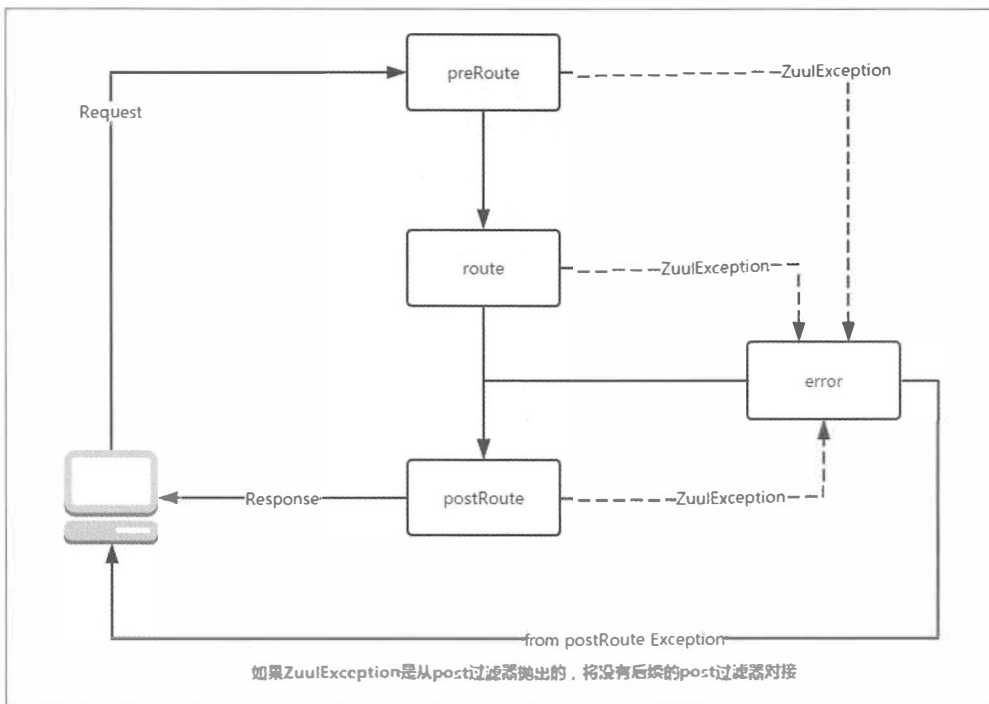 preRoute
ZuulException
Request
route
ZuulException
error
Response
postRoute
ZuulException
from postRoute Exception
如果ZuulException是从post过滤器抛出的，将没有后续的post过滤器对接